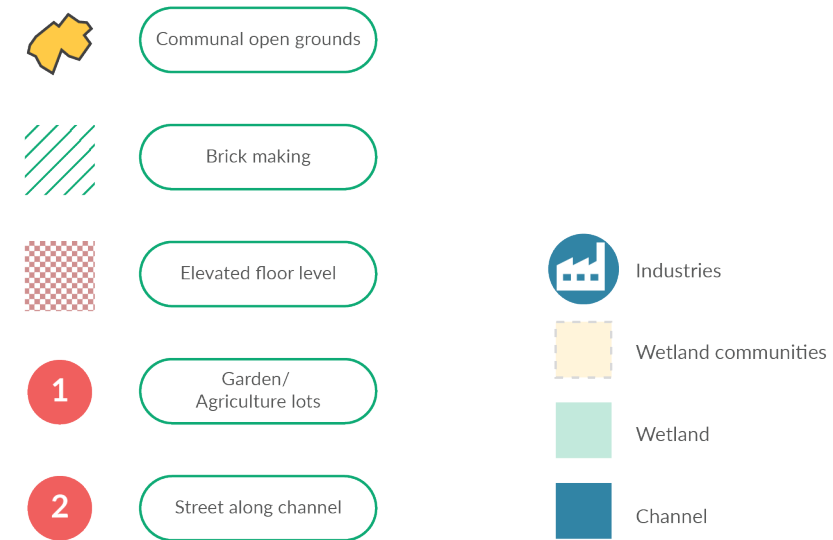 Communal open grounds
Brick making
Elevated floor level
1
Garden/
Agriculture lots
2
Street along channel
Industries
Wetland communities
Wetland
Channel